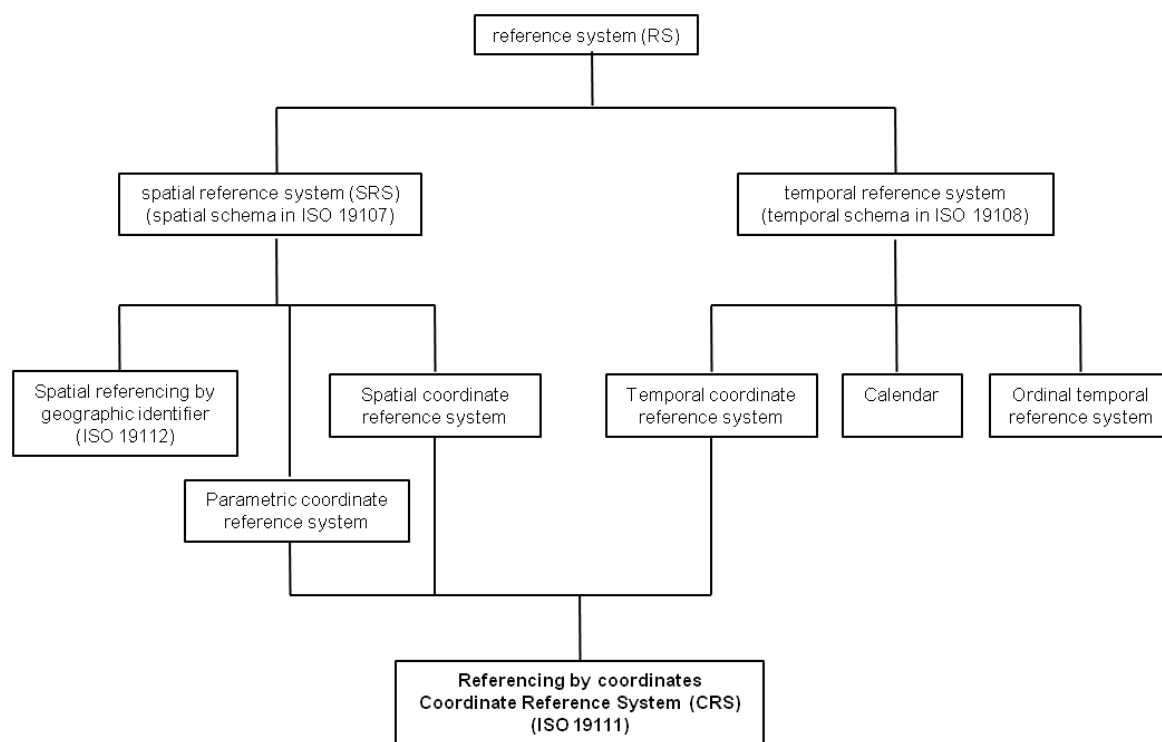 reference system (RS)
spatial reference system (SRS)
(spatial schema in ISO 19107)
temporal reference system
(temporal schema in ISO 19108)
Spatial referencing by
geographic identifier
(ISO 19112)
Spatial coordinate
reference system
Temporal coordinate
reference system
Calendar
Ordinal temporal
reference system
Parametric coordinate
reference system
Referencing by coordinates
Coordinate Reference System (CRS)
(ISO 19111)